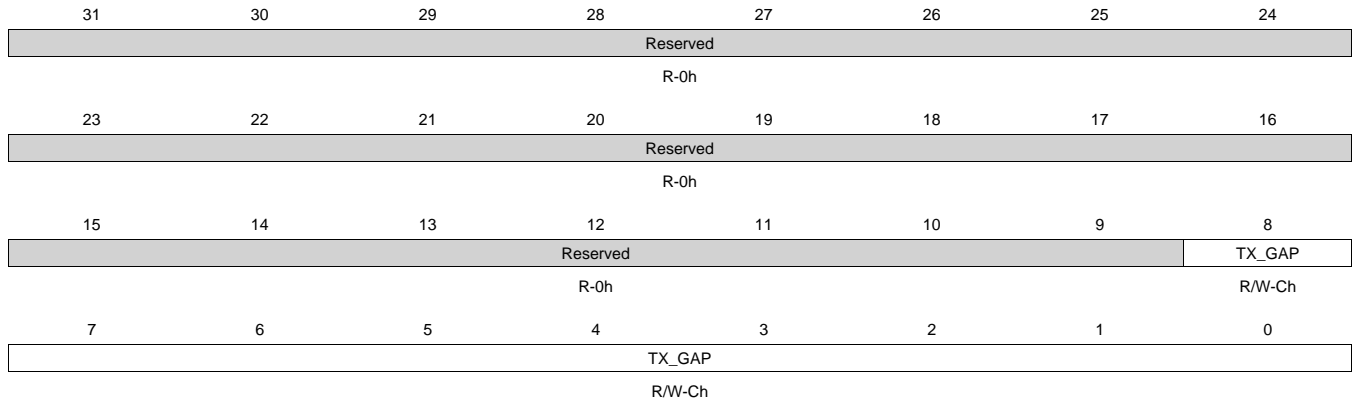 31 30 29 28 27 26 25 24
Reserved
R-0h
23 22 21 20 19 18 17 16
Reserved
R-0h
15 14 13 12 11 10 9 8
Reserved TX_GAP
R-0h R/W-Ch
7 6 5 4 3 2 1 0
TX_GAP
R/W-Ch